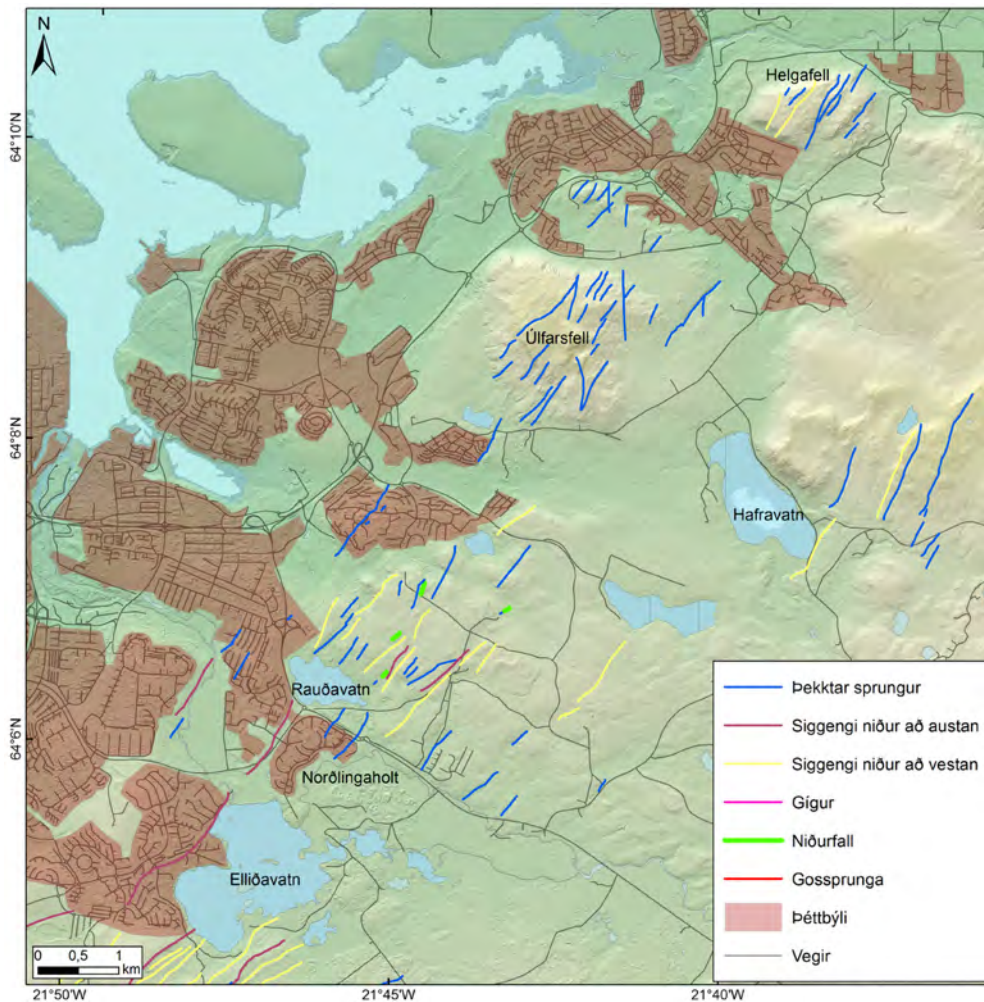 N
Helgafell
64°10'N
Úlfarsfell
64°8'N
Hafravatn
Rauðavatn
64°6'N
Norðlingaholt
Elliðavatn
Þekktar sprungur
Siggengi niður að austan
Siggengi niður að vestan
Gígur
Niðurfall
Gossprunga
Þéttbýli
Vegir
0 0,5 1
km
21°50'W 21°45'W 21°40'W